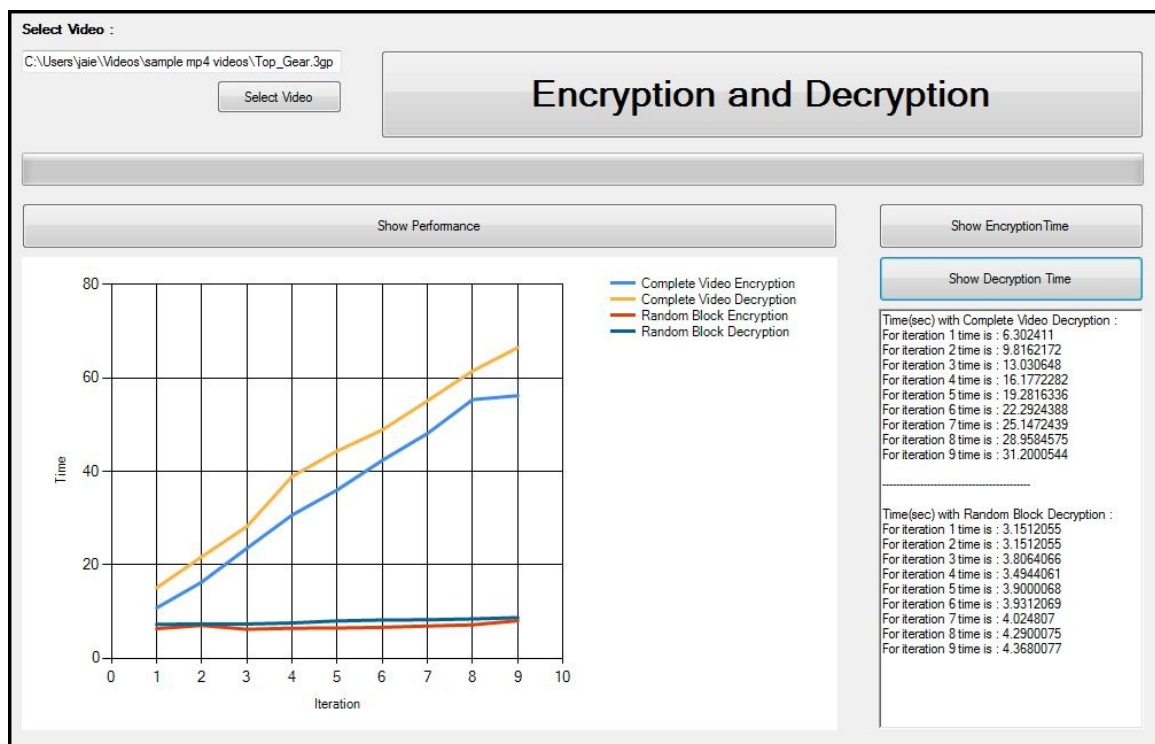 Select Video :
C:\Users\jaie\Videos\sample mp4 videos\Top_Gear.3gp
Select Video
Encryption and Decryption
Show Performance
Show EncryptionTime
Show Decryption Time
80
60
40
20
0
Time
0 1 2 3 4 5 6 7 8 9 10
Iteration
Complete Video Encryption
Complete Video Decryption
Random Block Encryption
Random Block Decryption
Time(sec) with Complete Video Decryption :
For iteration 1 time is : 6.302411
For iteration 2 time is : 9.8162172
For iteration 3 time is : 13.030648
For iteration 4 time is : 16.1772282
For iteration 5 time is : 19.2816336
For iteration 6 time is : 22.2924388
For iteration 7 time is : 25.1472439
For iteration 8 time is : 28.9584575
For iteration 9 time is : 31.2000544
------------------------------------------
Time(sec) with Random Block Decryption :
For iteration 1 time is : 3.1512055
For iteration 2 time is : 3.1512055
For iteration 3 time is : 3.8064066
For iteration 4 time is : 3.4944061
For iteration 5 time is : 3.9000068
For iteration 6 time is : 3.9312069
For iteration 7 time is : 4.024807
For iteration 8 time is : 4.2900075
For iteration 9 time is : 4.3680077